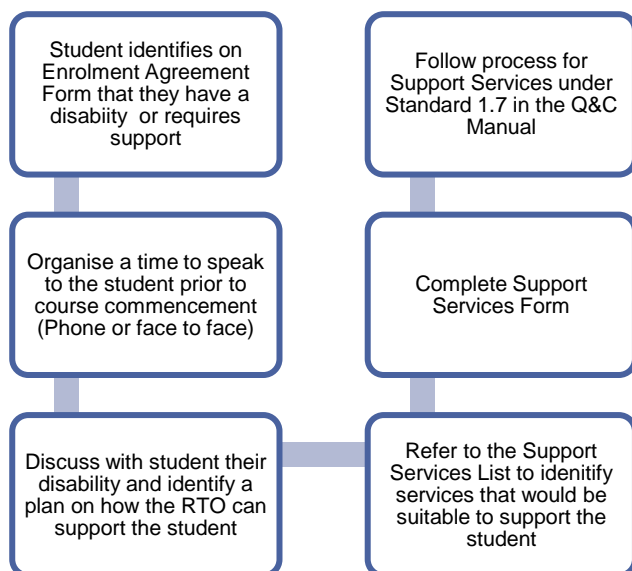 Student identifies on
Enrolment Agreement
Form that they have a
disabiity or requires
support
Organise a time to speak
to the student prior to
course commencement
(Phone or face to face)
Discuss with student their
disability and identify a
plan on how the RTO can
support the student
Refer to the Support
Services List to idenitify
services that would be
suitable to support the
student
Complete Support
Services Form
Follow process for
Support Services under
Standard 1.7 in the Q&C
Manual